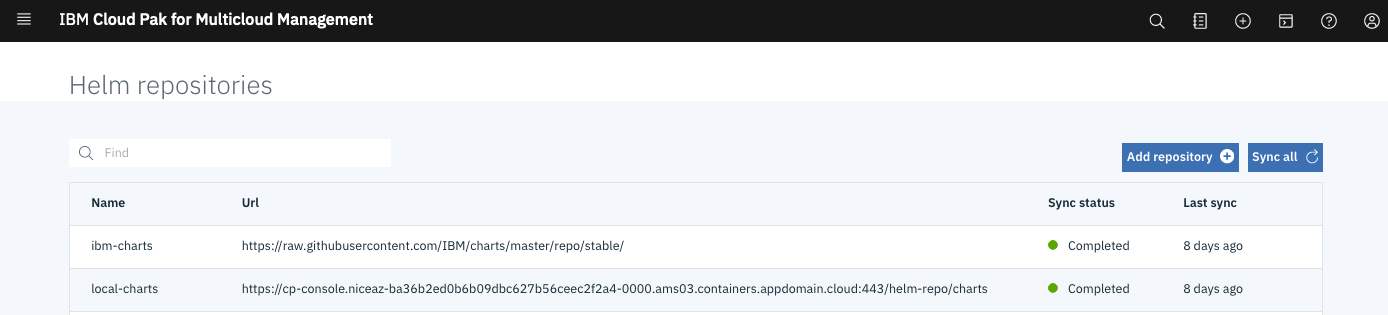 IBM Cloud Pak for Multicloud Management
Helm repositories
Find
Add repository
Sync all
Name Url Sync status Last sync
ibm-charts https://raw.githubusercontent.com/IBM/charts/master/repo/stable/ Completed 8 days ago
local-charts https://cp-console.niceaz-ba36b2ed0b6b09dbc627b56ceec2f2a4-0000.ams03.containers.appdomain.cloud:443/helm-repo/charts Completed 8 days ago